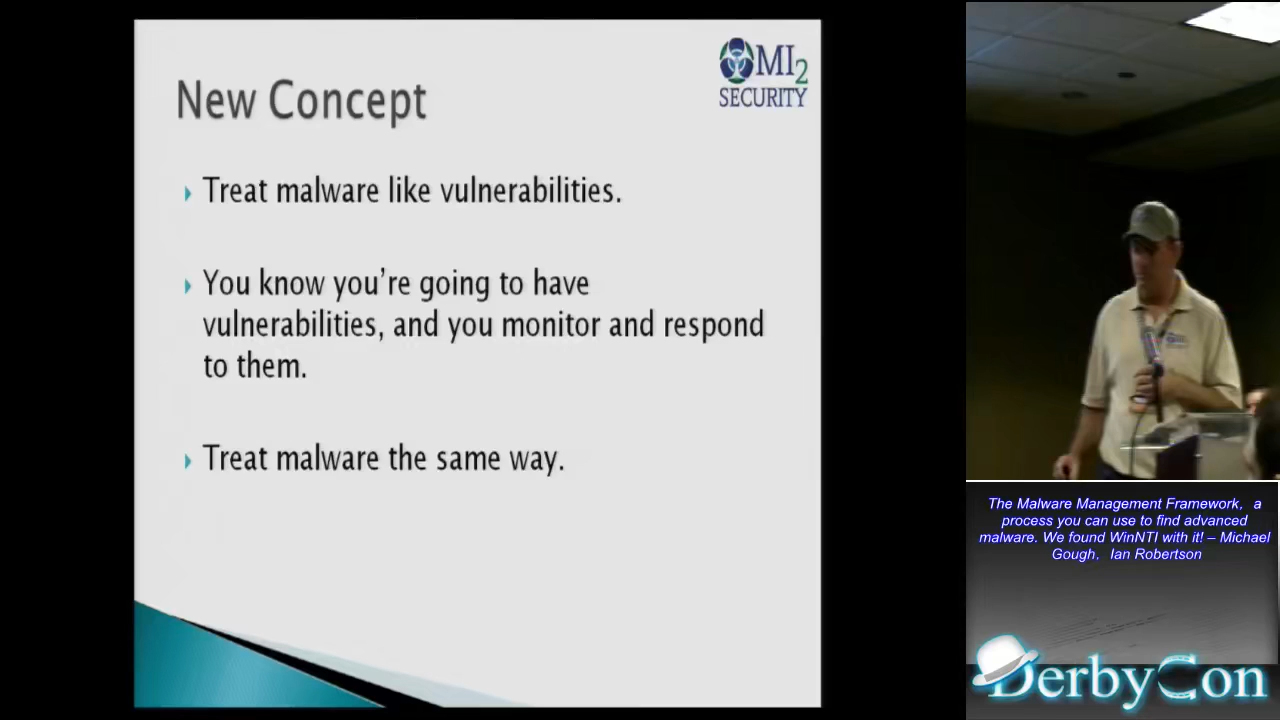 MI2
SECURITY
New Concept
Treat malware like vulnerabilities.
You know you're going to have
vulnerabilities, and you monitor and respond
to them.
Treat malware the same way.
The Malware Management Framework, a
process you can use to find advanced
malware. We found WinNTI with it! – Michael
Gough, Ian Robertson
DerbyCon